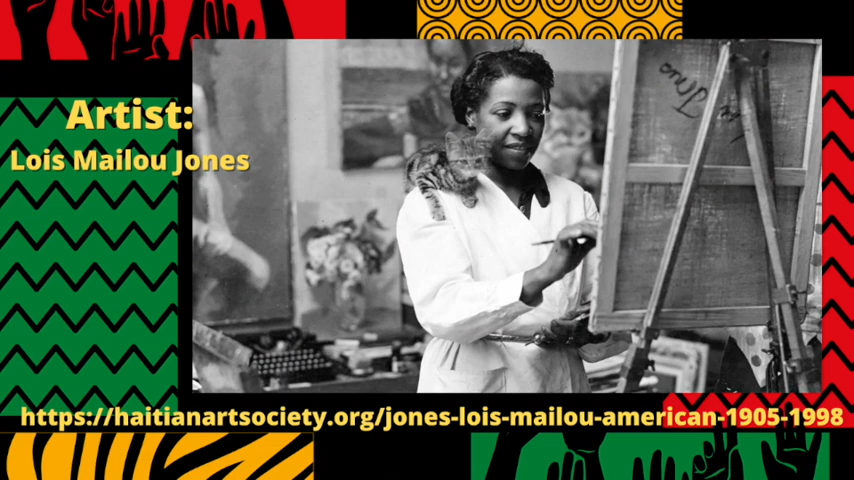 Artist:
Lois Mailou Jones
https://haitianartsociety.org/jones-lois-mailou-american-1905-1998